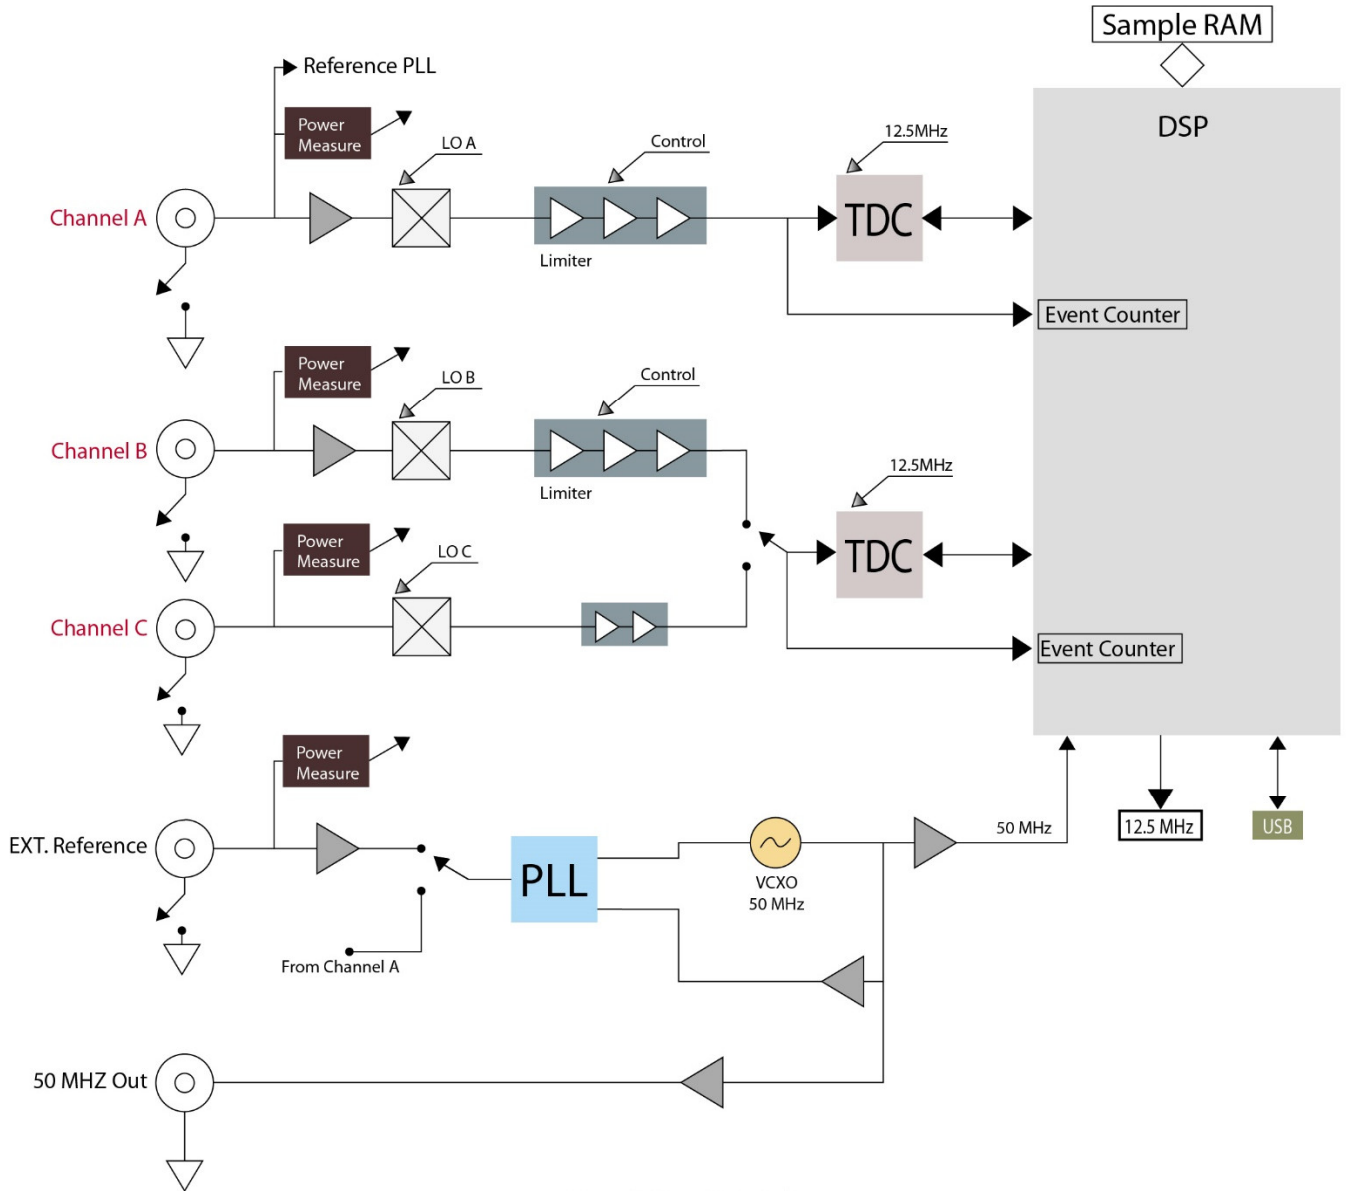 Sample RAM
DSP
Reference PLL
Power
Measure
LO A
Control
12.5MHz
Channel A
TDC
Limiter
Event Counter
Power
Measure
LO B
Control
Channel B
12.5MHz
Limiter
Power
Measure
LO C
TDC
Channel C
Event Counter
Power
Measure
EXT. Reference
PLL
VCXO
50 MHz
50 MHz
12.5 MHz
USB
From Channel A
50 MHZ Out